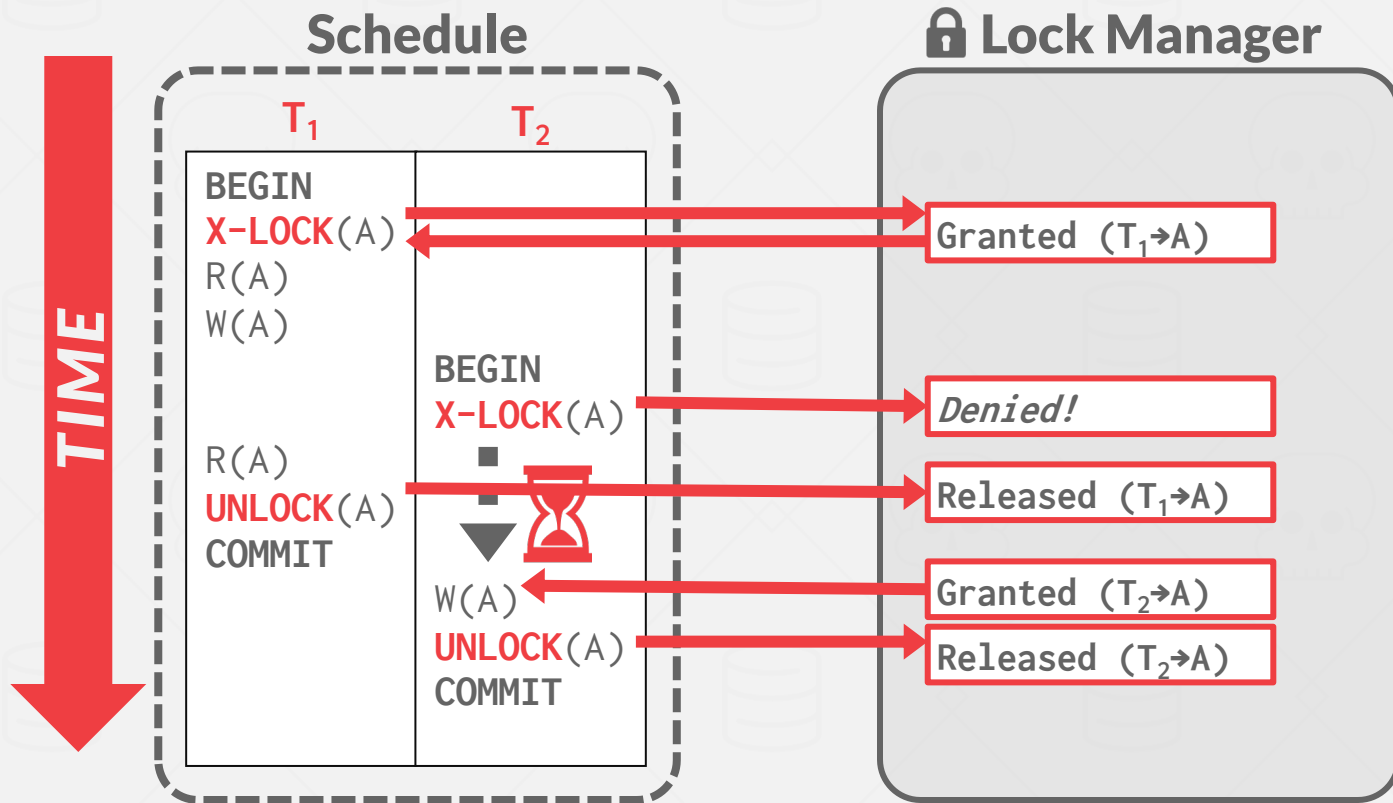 Schedule
Lock Manager
TIME
T₁
T₂
BEGIN
X-LOCK(A)
R(A)
W(A)
BEGIN
X-LOCK(A)
R(A)
UNLOCK(A)
COMMIT
W(A)
UNLOCK(A)
COMMIT
Granted (T₁→A)
Denied!
Released (T₁→A)
Granted (T₂→A)
Released (T₂→A)